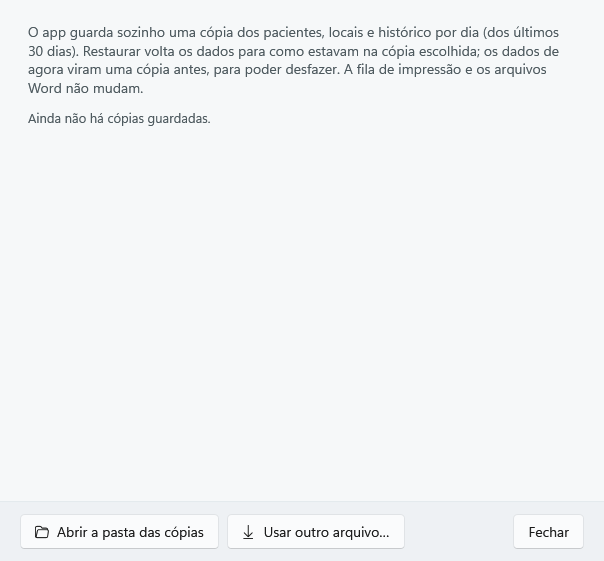 O app guarda sozinho uma cópia dos pacientes, locais e histórico por dia (dos últimos
30 dias). Restaurar volta os dados para como estavam na cópia escolhida; os dados de
agora viram uma cópia antes, para poder desfazer. A fila de impressão e os arquivos
Word não mudam.
Ainda não há cópias guardadas.
Abrir a pasta das cópias
Usar outro arquivo...
Fechar